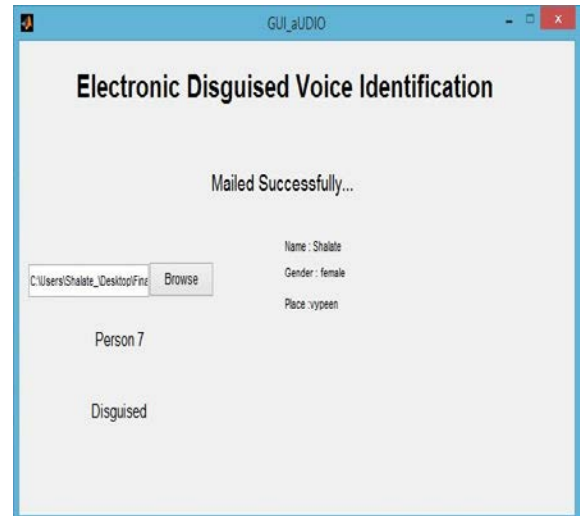 GUI_aUDIO
Electronic Disguised Voice Identification
Mailed Successfully...
Name : Shalate
Gender : female
Place :vypeen
C:\Users\Shalate_\Desktop\Fina
Browse
Person 7
Disguised